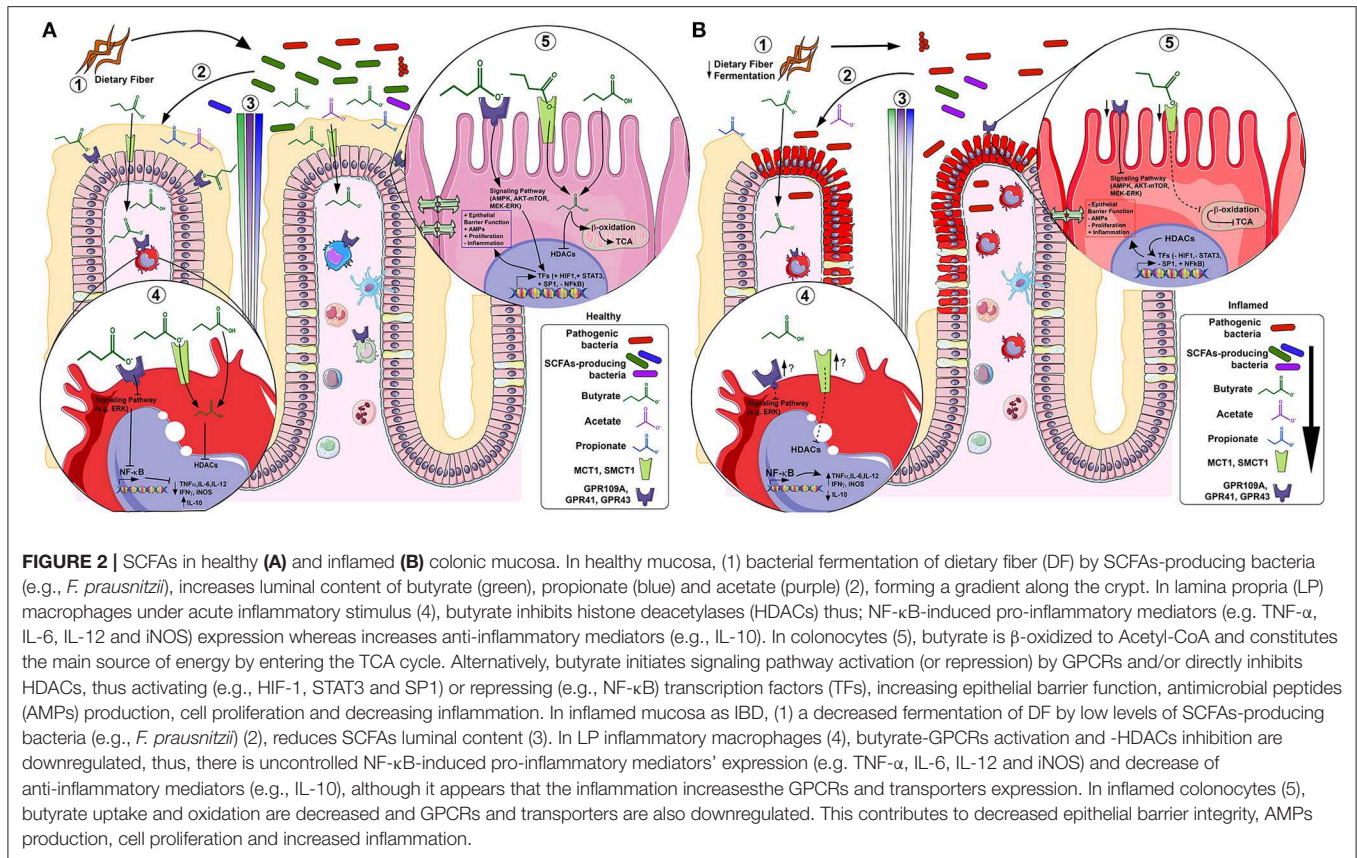 A
1
Dietary Fiber
2
3
5
Signaling Pathway
(AMPK, AKT-mTOR,
MEK-ERK)
+ Epithelial
Barrier Function
+ AMPs
+ Proliferation
- Inflammation
OH
β-oxidation
TCA
HDACs
TFs (+ HIF1,+ STAT3,
+ SP1, - NFkB)
4
Signaling Pathway
(e.g. ERK)
HDACs
NF-κB
↓ TNFα,IL-6,IL-12
IFNγ, iNOS
↑ IL-10
Healthy
Pathogenic
bacteria
SCFAs-producing
bacteria
Butyrate
Acetate
Propionate
MCT1, SMCT1
GPR109A,
GPR41, GPR43
B
1
↓ Dietary Fiber
Fermentation
2
3
5
Signaling Pathway
(AMPK, AKT-mTOR,
MEK-ERK)
- Epithelial
Barrier Function
- AMPs
- Proliferation
+ Inflammation
β-oxidation
TCA
HDACs
TFs (- HIF1,- STAT3,
- SP1, + NFkB)
4
OH
↑?
↑?
Signaling Pathway
(e.g. ERK)
HDACs
NF-κB
↑ TNFα,IL-6,IL-12
IFNγ, iNOS
↓ IL-10
Inflamed
Pathogenic
bacteria
SCFAs-producing
bacteria
Butyrate
Acetate
Propionate
MCT1, SMCT1
GPR109A,
GPR41, GPR43
FIGURE 2 | SCFAs in healthy (A) and inflamed (B) colonic mucosa. In healthy mucosa, (1) bacterial fermentation of dietary fiber (DF) by SCFAs-producing bacteria
(e.g., F. prausnitzii), increases luminal content of butyrate (green), propionate (blue) and acetate (purple) (2), forming a gradient along the crypt. In lamina propria (LP)
macrophages under acute inflammatory stimulus (4), butyrate inhibits histone deacetylases (HDACs) thus; NF-κB-induced pro-inflammatory mediators (e.g. TNF-α,
IL-6, IL-12 and iNOS) expression whereas increases anti-inflammatory mediators (e.g., IL-10). In colonocytes (5), butyrate is β-oxidized to Acetyl-CoA and constitutes
the main source of energy by entering the TCA cycle. Alternatively, butyrate initiates signaling pathway activation (or repression) by GPCRs and/or directly inhibits
HDACs, thus activating (e.g., HIF-1, STAT3 and SP1) or repressing (e.g., NF-κB) transcription factors (TFs), increasing epithelial barrier function, antimicrobial peptides
(AMPs) production, cell proliferation and decreasing inflammation. In inflamed mucosa as IBD, (1) a decreased fermentation of DF by low levels of SCFAs-producing
bacteria (e.g., F. prausnitzii) (2), reduces SCFAs luminal content (3). In LP inflammatory macrophages (4), butyrate-GPCRs activation and -HDACs inhibition are
downregulated, thus, there is uncontrolled NF-κB-induced pro-inflammatory mediators' expression (e.g. TNF-α, IL-6, IL-12 and iNOS) and decrease of
anti-inflammatory mediators (e.g., IL-10), although it appears that the inflammation increasesthe GPCRs and transporters expression. In inflamed colonocytes (5),
butyrate uptake and oxidation are decreased and GPCRs and transporters are also downregulated. This contributes to decreased epithelial barrier integrity, AMPs
production, cell proliferation and increased inflammation.